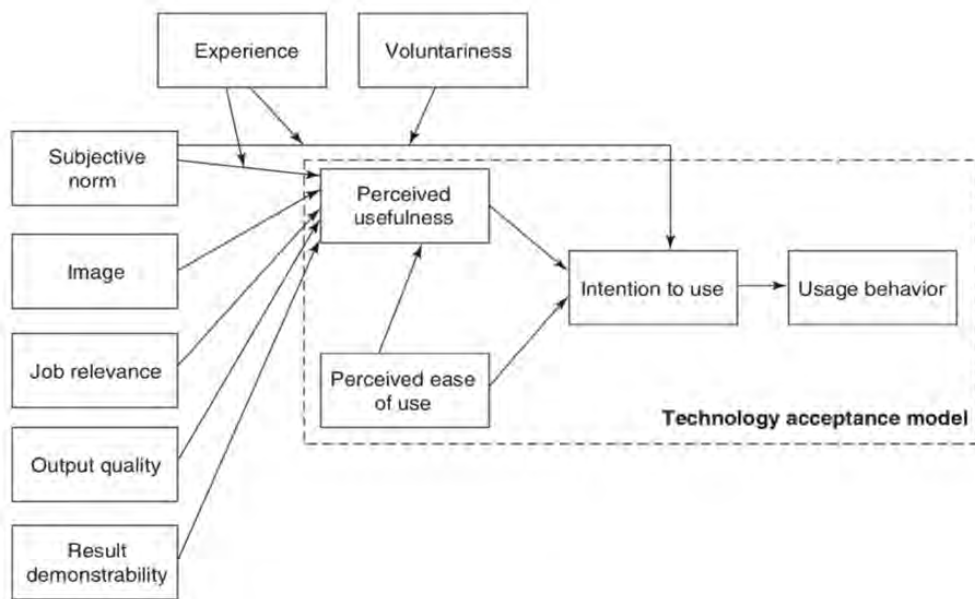 Experience
Voluntariness
Subjective
norm
Perceived
usefulness
Image
Intention to use
Usage behavior
Job relevance
Perceived ease
of use
Technology acceptance model
Output quality
Result
demonstrability